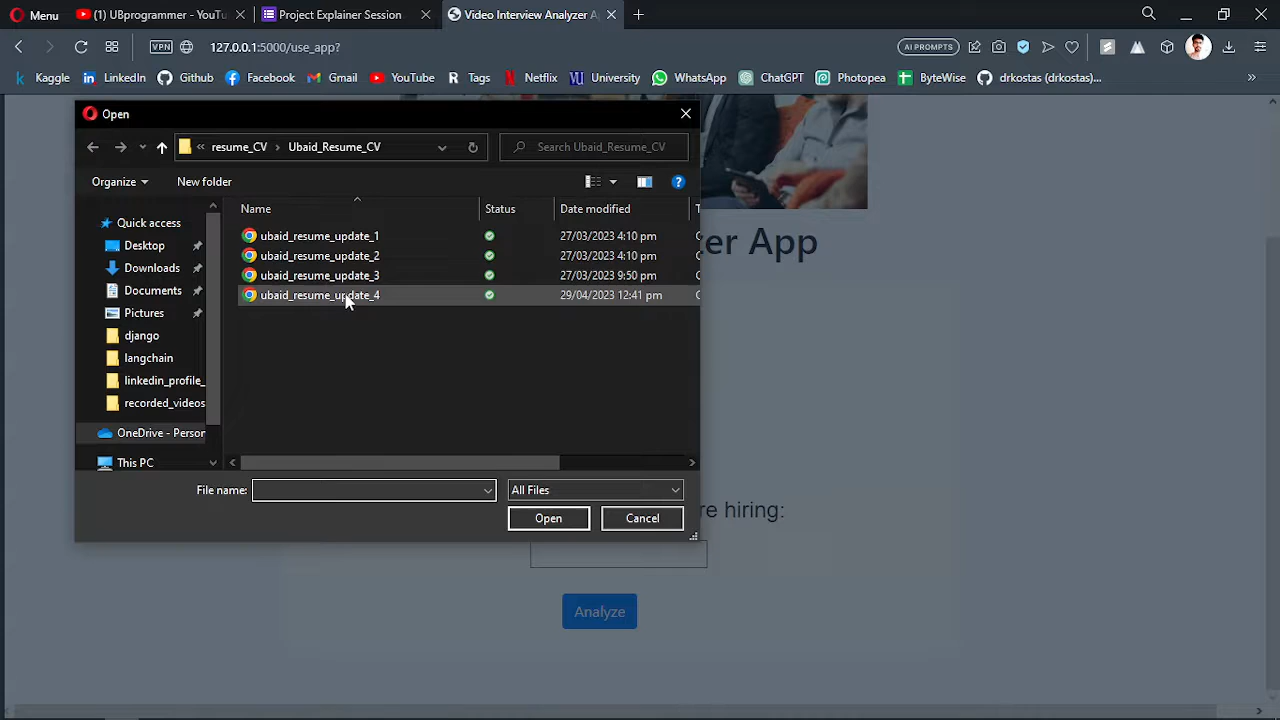 Menu
(1) UBprogrammer - YouTu
Project Explainer Session
Video Interview Analyzer A
VPN
127.0.0.1:5000/use_app?
AI PROMPTS
Kaggle
LinkedIn
Github
Facebook
Gmail
YouTube
R Tags
Netflix
University
WhatsApp
ChatGPT
Photopea
ByteWise
drkostas (drkostas)...
»
Open
« resume_CV › Ubaid_Resume_CV
Search Ubaid_Resume_CV
Organize
New folder
Name
Status
Date modified
Quick access
Desktop
Downloads
Documents
Pictures
django
langchain
linkedin_profile_
recorded_videos
OneDrive - Person
This PC
ubaid_resume_update_1 27/03/2023 4:10 pm
ubaid_resume_update_2 27/03/2023 4:10 pm
ubaid_resume_update_3 27/03/2023 9:50 pm
ubaid_resume_update_4 29/04/2023 12:41 pm
File name:
All Files
Open
Cancel
er App
re hiring:
Analyze